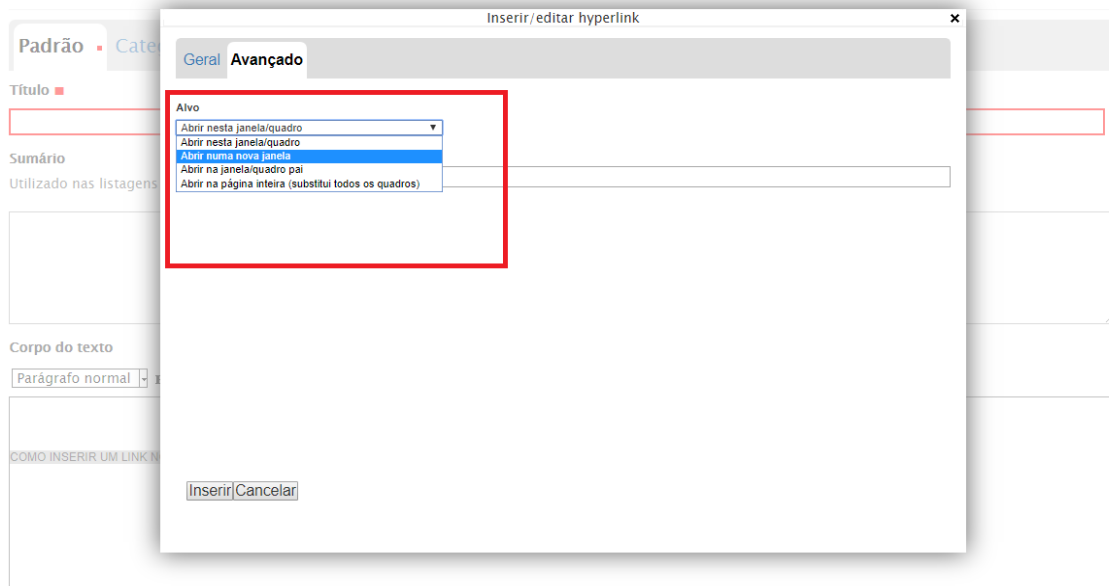 Inserir/editar hyperlink
Padrão
Geral Avançado
Título
Alvo
Abrir nesta janela/quadro
Abrir nesta janela/quadro
Abrir numa nova janela
Abrir na janela/quadro pai
Abrir na página inteira (substitui todos os quadros)
Sumário
Utilizado nas listagens
Corpo do texto
Parágrafo normal
COMO INSERIR UM LINK
Inserir Cancelar